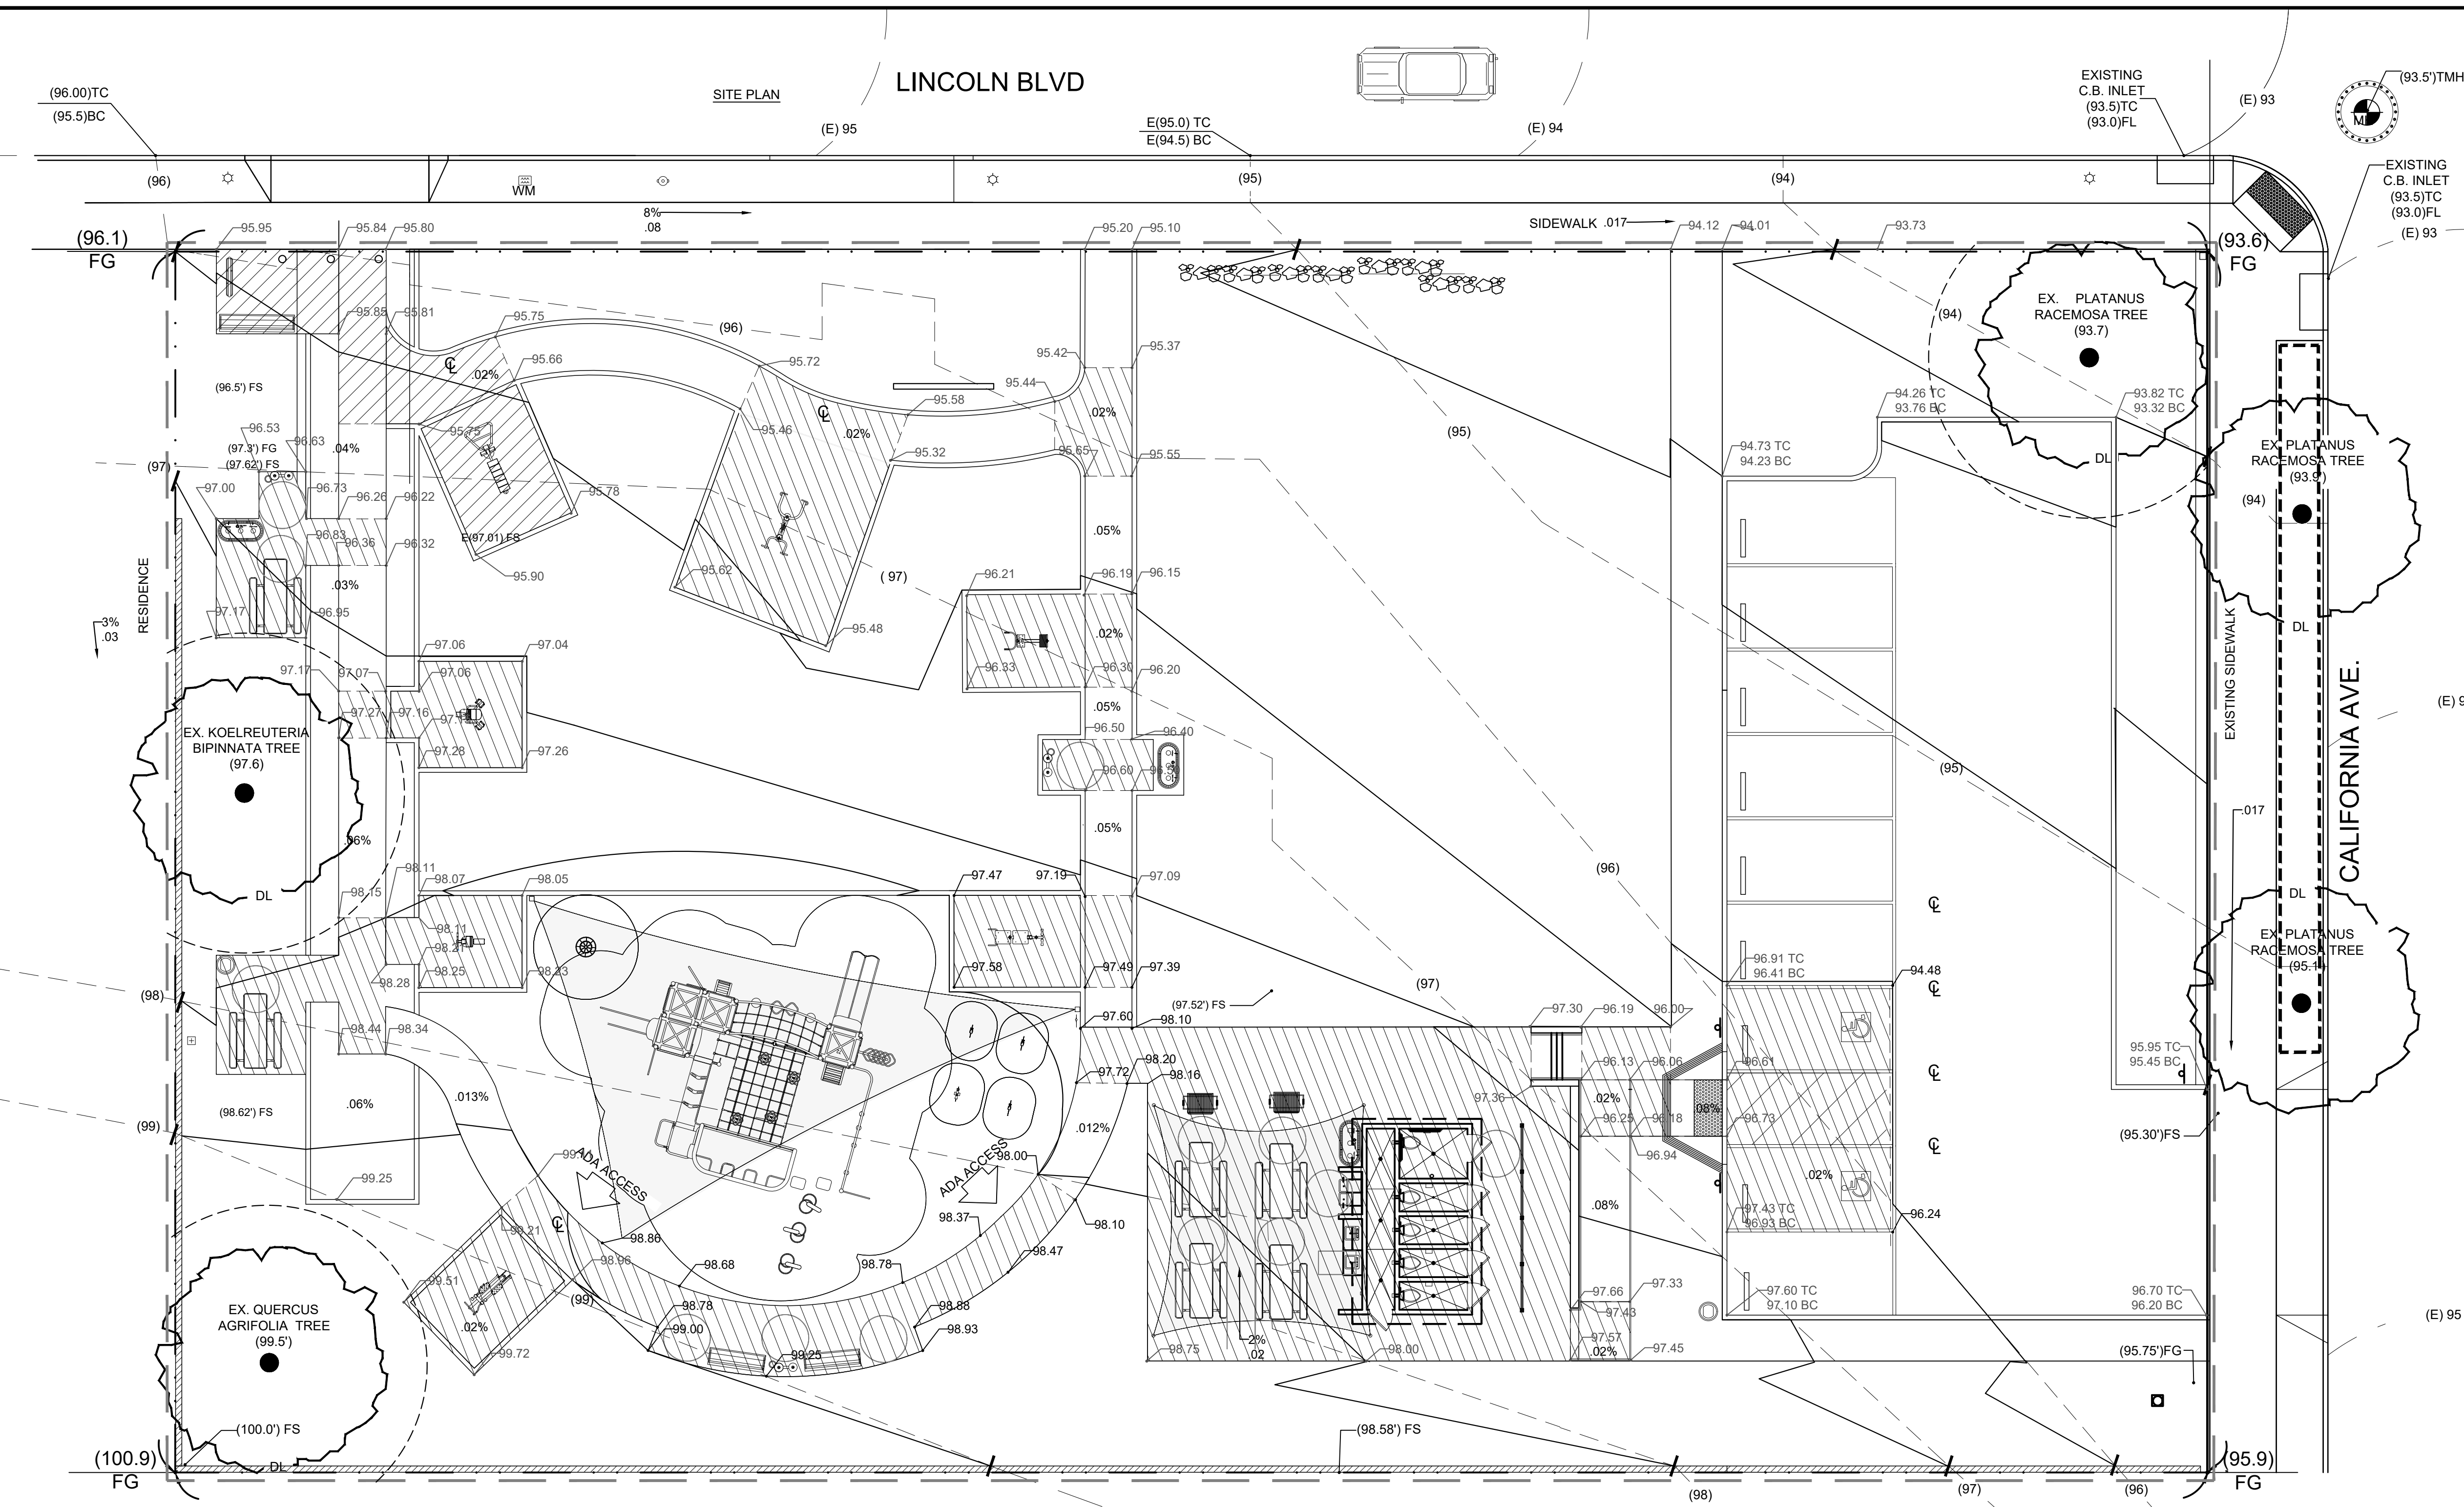 LINCOLN BLVD
SITE PLAN
(96.00)TC
(95.5)BC
(E) 95
E(95.0) TC
E(94.5) BC
(E) 94
EXISTING
C.B. INLET
(93.5)TC
(93.0)FL
(E) 93
(93.5')TMH
EXISTING
C.B. INLET
(93.5)TC
(93.0)FL
(E) 93
(96)
WM
(95)
(94)
8%
.08
SIDEWALK .017
(96.1)
FG
95.95
95.84
95.80
95.20
95.10
94.12
94.01
93.73
(93.6)
FG
95.85
95.81
95.75
(96)
95.66
95.72
95.42
95.37
EX. PLATANUS
RACEMOSA TREE
(93.7)
(94)
(96.5') FS
.02%
95.58
95.44
.02%
94.26 TC
93.76 BC
93.82 TC
93.32 BC
96.53
(97.3') FG
96.63
(97.62') FS
.04%
95.75
95.46
.02%
95.32
95.65
95.55
(95)
94.73 TC
94.23 BC
DL
EX PLATANUS
RACEMOSA TREE
(93.9')
(94)
(97)
97.00
96.73
96.26
96.22
95.78
96.83
96.36
96.32
E(97.01) FS
.05%
95.90
95.62
.03%
97.17
96.95
( 97)
96.21
96.19
96.15
RESIDENCE
3%
.03
95.48
.02%
97.06
97.04
96.33
96.30
96.20
97.17
97.07
97.06
DL
EXISTING SIDEWALK
CALIFORNIA AVE.
97.27
97.16
.05%
96.50
96.40
EX. KOELREUTERIA
BIPINNATA TREE
(97.6)
97.28
97.26
96.60
(95)
.017
.06%
.05%
98.11
98.07
98.05
98.15
97.47
97.19
97.09
(96)
DL
DL
98.11
98.21
98.25
98.23
98.28
97.58
97.49
97.39
96.91 TC
96.41 BC
94.48
EX PLATANUS
RACEMOSA TREE
(95.1')
(98)
98.44
98.34
(97.52') FS
(97)
97.60
98.10
97.30
96.19
96.00
(98.62') FS
.06%
.013%
97.72
98.20
98.16
96.13
96.06
96.61
95.95 TC
95.45 BC
97.36
.02%
.08%
96.25
96.18
96.73
(99)
.012%
(95.30')FS
ADA ACCESS
ADA ACCESS
98.00
96.94
.02%
99.25
.08%
97.43 TC
96.93 BC
96.24
99.21
98.37
98.10
98.86
98.96
98.47
98.68
98.78
99.51
(99)
98.78
99.00
98.88
98.93
97.66
97.33
97.43
97.60 TC
97.10 BC
96.70 TC
96.20 BC
(E) 95
EX. QUERCUS
AGRIFOLIA TREE
(99.5')
.02%
99.72
99.25
98.75
2%
.02
98.00
97.57
.02%
97.45
(95.75')FG
(100.0') FS
(98.58') FS
(100.9)
FG
DL
(98)
(97)
(96)
(95.9)
FG